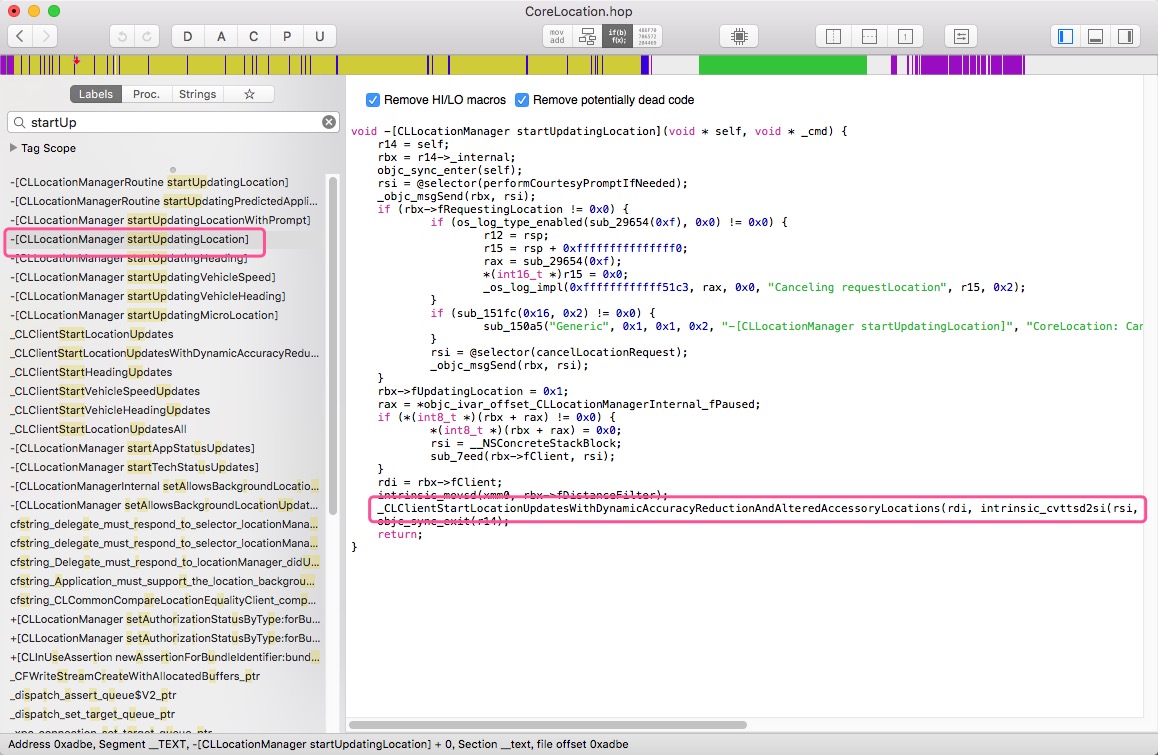 CoreLocation.hop
D A C P U
mov
add
if(b)
f(x);
Labels Proc. Strings
startUp
Tag Scope
-[CLLocationManagerRoutine startUpdatingLocation]
-[CLLocationManagerRoutine startUpdatingPredictedAppli...
-[CLLocationManager startUpdatingLocationWithPrompt]
-[CLLocationManager startUpdatingLocation]
-[CLLocationManager startUpdatingHeading]
-[CLLocationManager startUpdatingVehicleSpeed]
-[CLLocationManager startUpdatingVehicleHeading]
-[CLLocationManager startUpdatingMicroLocation]
_CLClientStartLocationUpdates
_CLClientStartLocationUpdatesWithDynamicAccuracyRedu...
_CLClientStartHeadingUpdates
_CLClientStartVehicleSpeedUpdates
_CLClientStartVehicleHeadingUpdates
_CLClientStartLocationUpdatesAll
-[CLLocationManager startAppStatusUpdates]
-[CLLocationManager startTechStatusUpdates]
-[CLLocationManagerInternal setAllowsBackgroundLocatio...
-[CLLocationManager setAllowsBackgroundLocationUpdat...
cfstring_delegate_must_respond_to_selector_locationMana...
cfstring_delegate_must_respond_to_selector_locationMana...
cfstring_Delegate_must_respond_to_locationManager_didU...
cfstring_Application_must_support_the_location_backgrou...
cfstring_CLCommonCompareLocationEqualityClient_comp...
+[CLLocationManager setAuthorizationStatusByType:forBu...
+[CLLocationManager setAuthorizationStatusByType:forBu...
+[CLInUseAssertion newAssertionForBundleIdentifier:bund...
_CFWriteStreamCreateWithAllocatedBuffers_ptr
_dispatch_assert_queue$V2_ptr
_dispatch_set_target_queue_ptr
_xpc_connection_set_target_queue_ptr
Remove HI/LO macros Remove potentially dead code
void -[CLLocationManager startUpdatingLocation](void * self, void * _cmd) {
r14 = self;
rbx = r14->_internal;
objc_sync_enter(self);
rsi = @selector(performCourtesyPromptIfNeeded);
_objc_msgSend(rbx, rsi);
if (rbx->fRequestingLocation != 0x0) {
if (os_log_type_enabled(sub_29654(0xf), 0x0) != 0x0) {
r12 = rsp;
r15 = rsp + 0xfffffffffffffff0;
rax = sub_29654(0xf);
*(int16_t *)r15 = 0x0;
_os_log_impl(0xffffffffffff51c3, rax, 0x0, "Canceling requestLocation", r15, 0x2);
}
if (sub_151fc(0x16, 0x2) != 0x0) {
sub_150a5("Generic", 0x1, 0x1, 0x2, "-[CLLocationManager startUpdatingLocation]", "CoreLocation: Can
}
rsi = @selector(cancelLocationRequest);
_objc_msgSend(rbx, rsi);
}
rbx->fUpdatingLocation = 0x1;
rax = *objc_ivar_offset_CLLocationManagerInternal_fPaused;
if (*(int8_t *)(rbx + rax) != 0x0) {
*(int8_t *)(rbx + rax) = 0x0;
rsi = __NSConcreteStackBlock;
sub_7eed(rbx->fClient, rsi);
}
rdi = rbx->fClient;
intrinsic_movsd(xmm0, rbx->fDistanceFilter);
_CLClientStartLocationUpdatesWithDynamicAccuracyReductionAndAlteredAccessoryLocations(rdi, intrinsic_cvttsd2si(rsi,
objc_sync_exit(r14);
return;
}
Address 0xadbe, Segment __TEXT, -[CLLocationManager startUpdatingLocation] + 0, Section __text, file offset 0xadbe